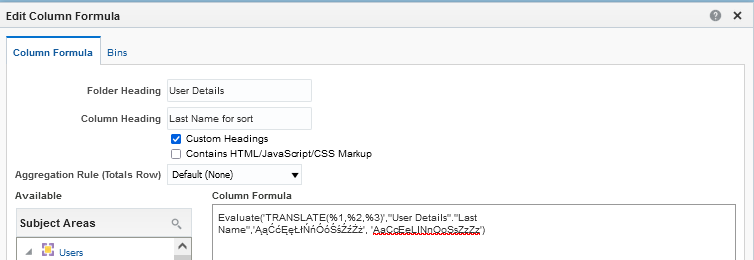 Edit Column Formula
Column Formula Bins
Folder Heading User Details
Column Heading Last Name for sort
Custom Headings
Contains HTML/JavaScript/CSS Markup
Aggregation Rule (Totals Row) Default (None)
Available Column Formula
Subject Areas
Users
Evaluate('TRANSLATE(%1,%2,%3)',"User Details"."Last
Name",'ĄąĆćĘęŁłŃńÓóŚśŹźŻż', 'AaCcEeLlNnOoSsZzZz')